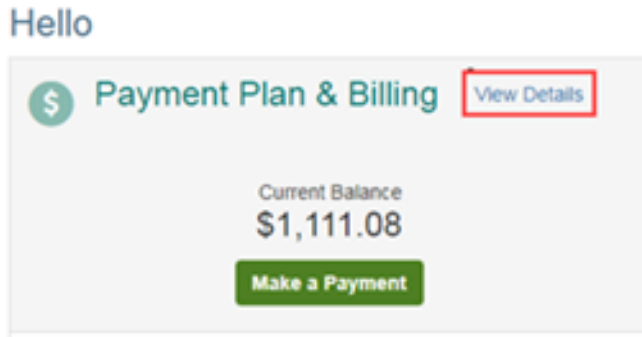 Hello
$ Payment Plan & Billing View Details
Current Balance
$1,111.08
Make a Payment